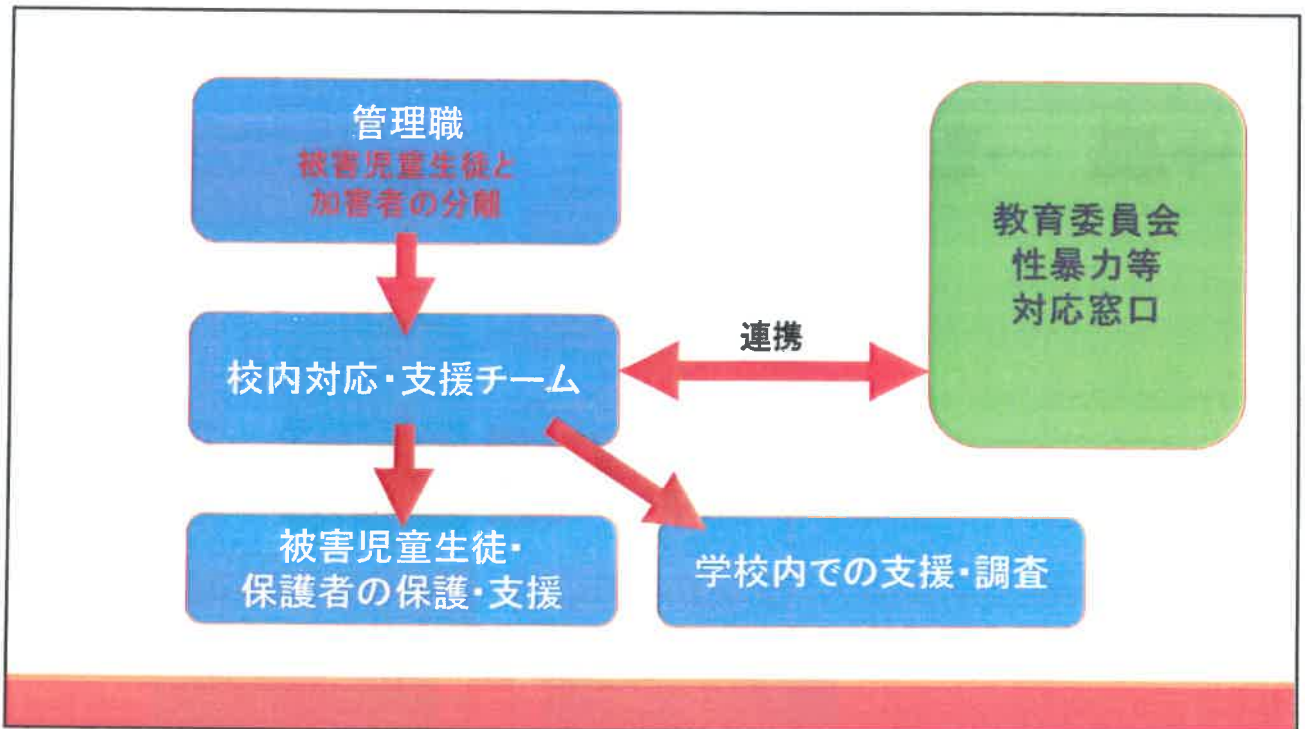 管理職
被害児童生徒と
加害者の分離
教育委員会
性暴力等
対応窓口
連携
校内対応・支援チーム
被害児童生徒・
保護者の保護・支援
学校内での支援・調査